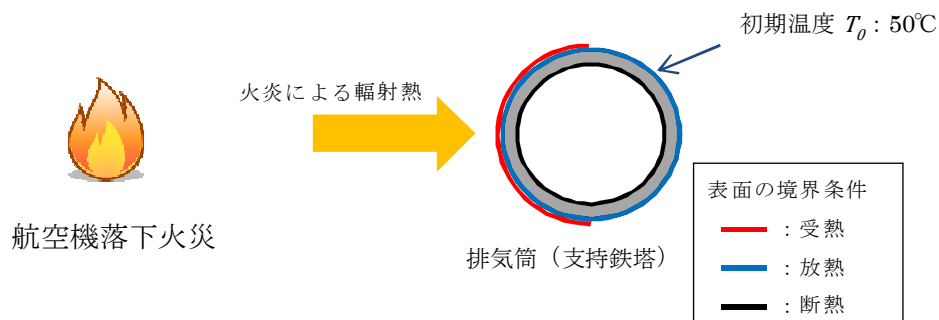 初期温度 T₀：50℃
火炎による輻射熱
航空機落下火災
排気筒（支持鉄塔）
表面の境界条件
：受熱
：放熱
：断熱